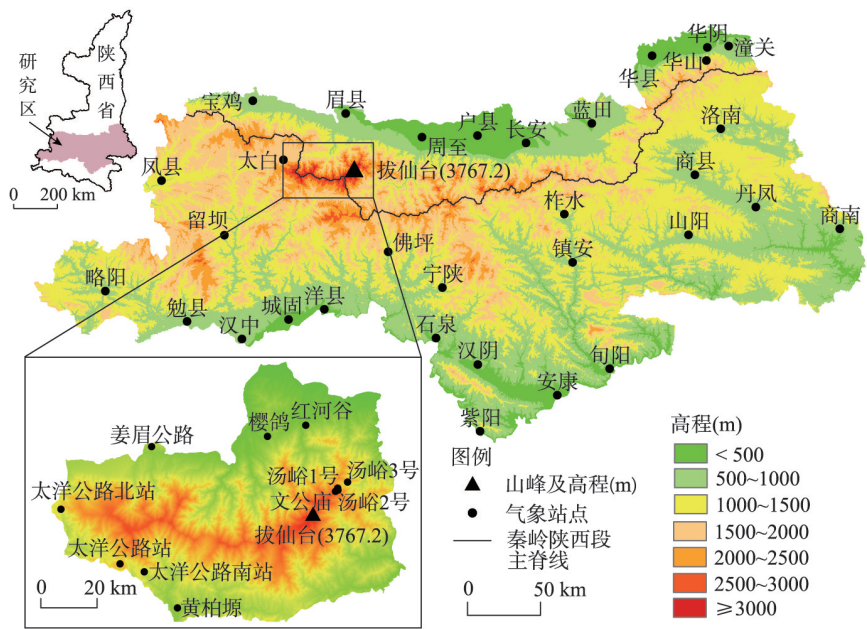 陕西省
研究区
0 200 km
宝鸡
眉县
户县
长安
周至
蓝田
华县
华阴
华山
潼关
洛南
商县
丹凤
商南
山阳
柞水
镇安
太白
凤县
拔仙台(3767.2)
留坝
佛坪
宁陕
略阳
勉县
汉中
城固
洋县
石泉
汉阴
旬阳
安康
紫阳
姜眉公路
樱鸽
红河谷
汤峪1号
汤峪3号
文公庙
汤峪2号
拔仙台(3767.2)
太洋公路北站
太洋公路站
太洋公路南站
黄柏塬
0 20 km
图例
山峰及高程(m)
气象站点
秦岭陕西段
主脊线
0 50 km
高程(m)
< 500
500~1000
1000~1500
1500~2000
2000~2500
2500~3000
≥3000